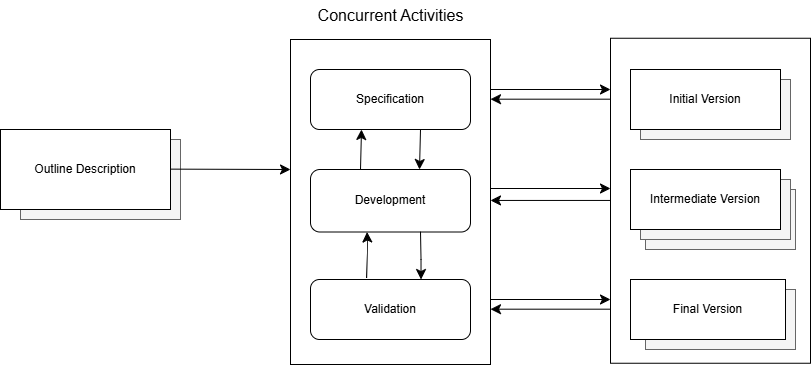 Concurrent Activities
Specification
Initial Version
Outline Description
Development
Intermediate Version
Validation
Final Version